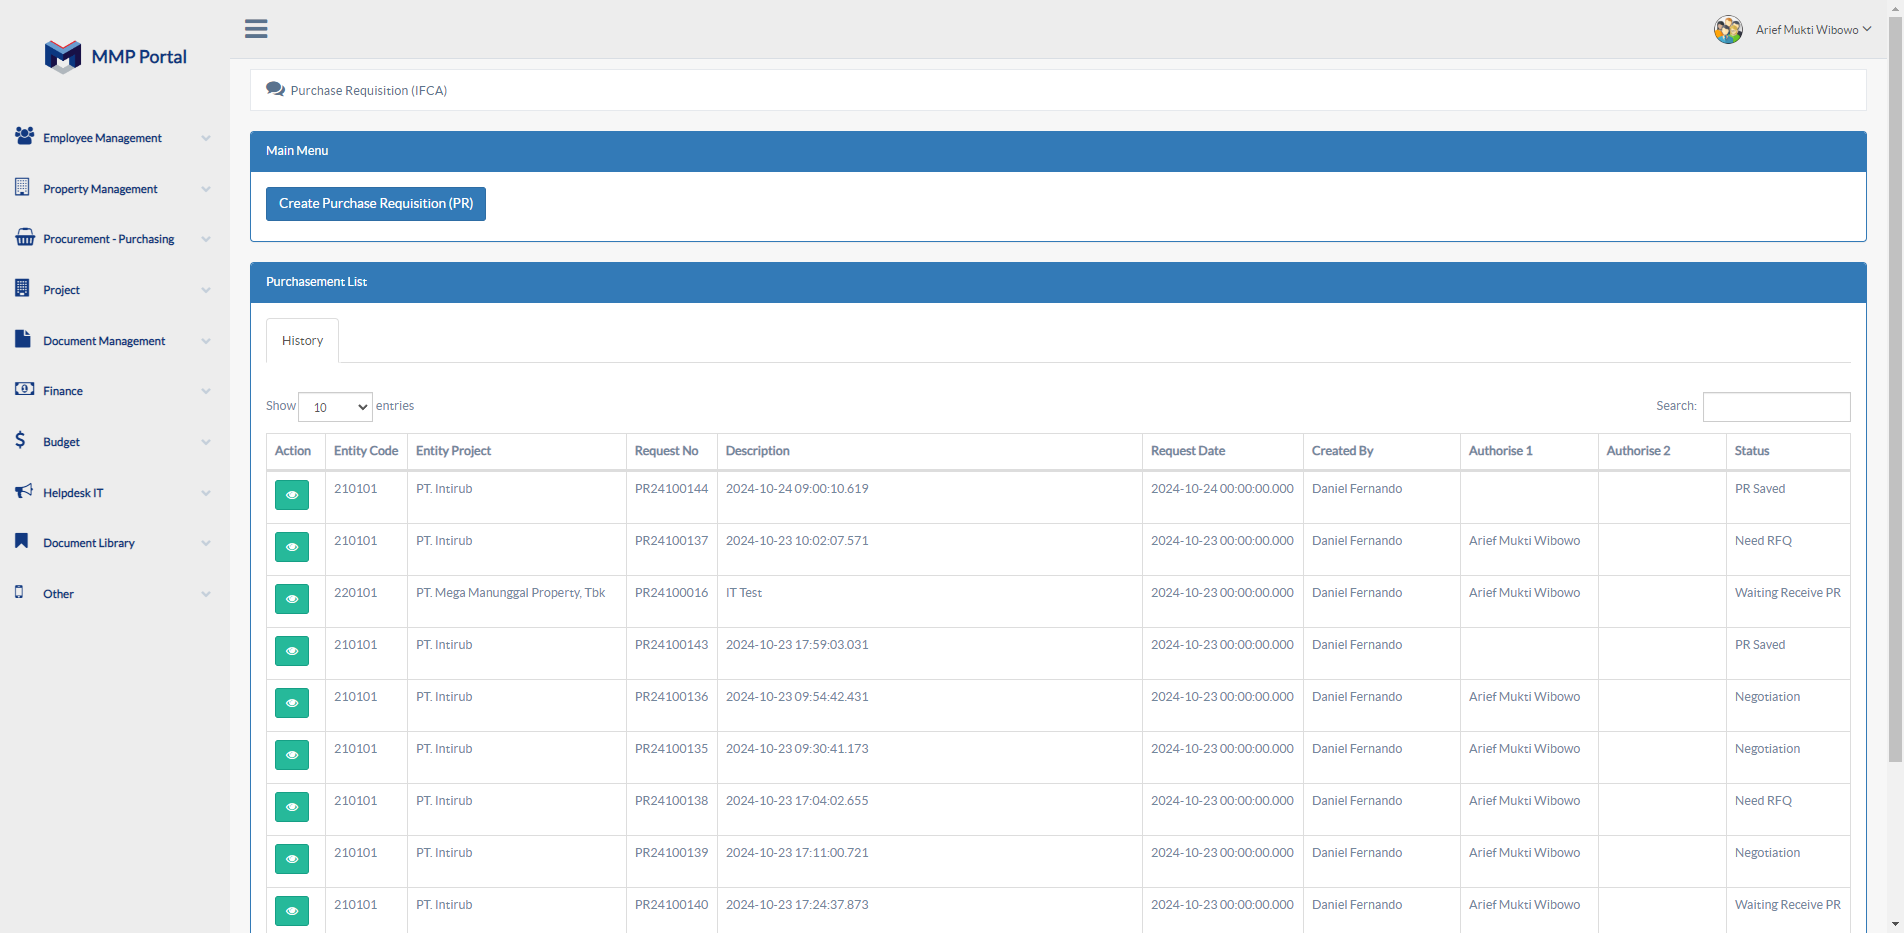 MMP Portal
Arief Mukti Wibowo
Employee Management
Property Management
Procurement - Purchasing
Project
Document Management
Finance
Budget
Helpdesk IT
Document Library
Other
Purchase Requisition (IFCA)
Main Menu
Create Purchase Requisition (PR)
Purchasement List
History
Show 10 entries Search:
Action Entity Code Entity Project Request No Description Request Date Created By Authorise 1 Authorise 2 Status
210101 PT. Intirub PR24100144 2024-10-24 09:00:10.619 2024-10-24 00:00:00.000 Daniel Fernando PR Saved
210101 PT. Intirub PR24100137 2024-10-23 10:02:07.571 2024-10-23 00:00:00.000 Daniel Fernando Arief Mukti Wibowo Need RFQ
220101 PT. Mega Manunggal Property, Tbk PR24100016 IT Test 2024-10-23 00:00:00.000 Daniel Fernando Arief Mukti Wibowo Waiting Receive PR
210101 PT. Intirub PR24100143 2024-10-23 17:59:03.031 2024-10-23 00:00:00.000 Daniel Fernando PR Saved
210101 PT. Intirub PR24100136 2024-10-23 09:54:42.431 2024-10-23 00:00:00.000 Daniel Fernando Arief Mukti Wibowo Negotiation
210101 PT. Intirub PR24100135 2024-10-23 09:30:41.173 2024-10-23 00:00:00.000 Daniel Fernando Arief Mukti Wibowo Negotiation
210101 PT. Intirub PR24100138 2024-10-23 17:04:02.655 2024-10-23 00:00:00.000 Daniel Fernando Arief Mukti Wibowo Need RFQ
210101 PT. Intirub PR24100139 2024-10-23 17:11:00.721 2024-10-23 00:00:00.000 Daniel Fernando Arief Mukti Wibowo Negotiation
210101 PT. Intirub PR24100140 2024-10-23 17:24:37.873 2024-10-23 00:00:00.000 Daniel Fernando Arief Mukti Wibowo Waiting Receive PR